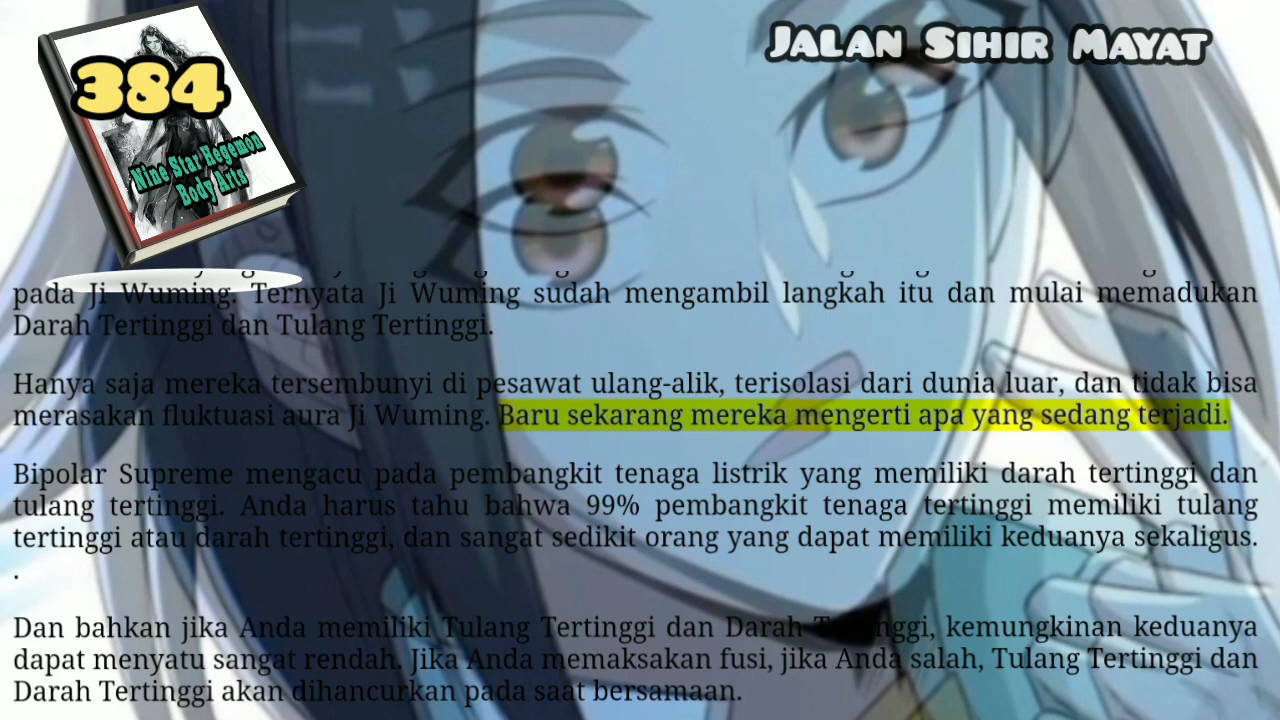 Jalan Sihir Mayat
384
Nine Star Hegemon
Body Arts
pada Ji Wuming. Ternyata Ji Wuming sudah mengambil langkah itu dan mulai memadukan
Darah Tertinggi dan Tulang Tertinggi.
Hanya saja mereka tersembunyi di pesawat ulang-alik, terisolasi dari dunia luar, dan tidak bisa
merasakan fluktuasi aura Ji Wuming. Baru sekarang mereka mengerti apa yang sedang terjadi.
Bipolar Supreme mengacu pada pembangkit tenaga listrik yang memiliki darah tertinggi dan
tulang tertinggi. Anda harus tahu bahwa 99% pembangkit tenaga tertinggi memiliki tulang
tertinggi atau darah tertinggi, dan sangat sedikit orang yang dapat memiliki keduanya sekaligus.
.
Dan bahkan jika Anda memiliki Tulang Tertinggi dan Darah Tertinggi, kemungkinan keduanya
dapat menyatu sangat rendah. Jika Anda memaksakan fusi, jika Anda salah, Tulang Tertinggi dan
Darah Tertinggi akan dihancurkan pada saat bersamaan.